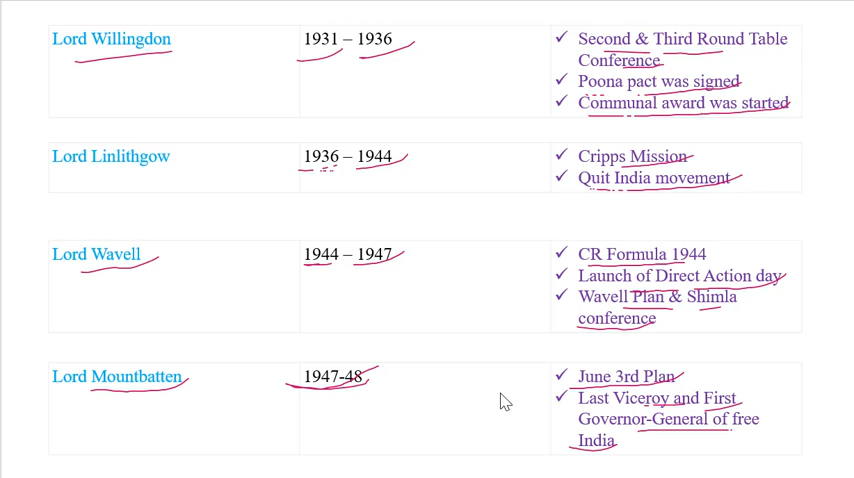 Lord Willingdon 1931 – 1936 ✓ Second & Third Round Table
Conference
✓ Poona pact was signed
✓ Communal award was started
Lord Linlithgow 1936 – 1944 ✓ Cripps Mission
✓ Quit India movement
Lord Wavell 1944 – 1947 ✓ CR Formula 1944
✓ Launch of Direct Action day
✓ Wavell Plan & Shimla
conference
Lord Mountbatten 1947-48 ✓ June 3rd Plan
✓ Last Viceroy and First
Governor-General of free
India